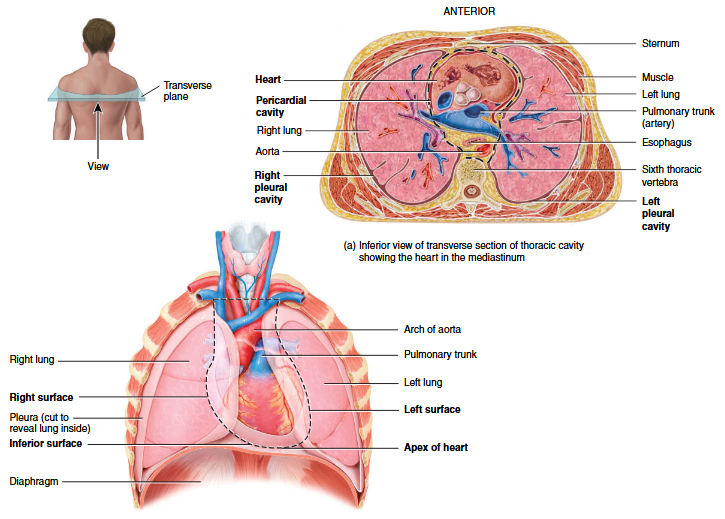 ANTERIOR
Transverse
plane
View
Heart
Pericardial
cavity
Right lung
Aorta
Right
pleural
cavity
Sternum
Muscle
Left lung
Pulmonary trunk
(artery)
Esophagus
Sixth thoracic
vertebra
Left
pleural
cavity
(a) Inferior view of transverse section of thoracic cavity
showing the heart in the mediastinum
Right lung
Right surface
Pleura (cut to
reveal lung inside)
Inferior surface
Diaphragm
Arch of aorta
Pulmonary trunk
Left lung
Left surface
Apex of heart